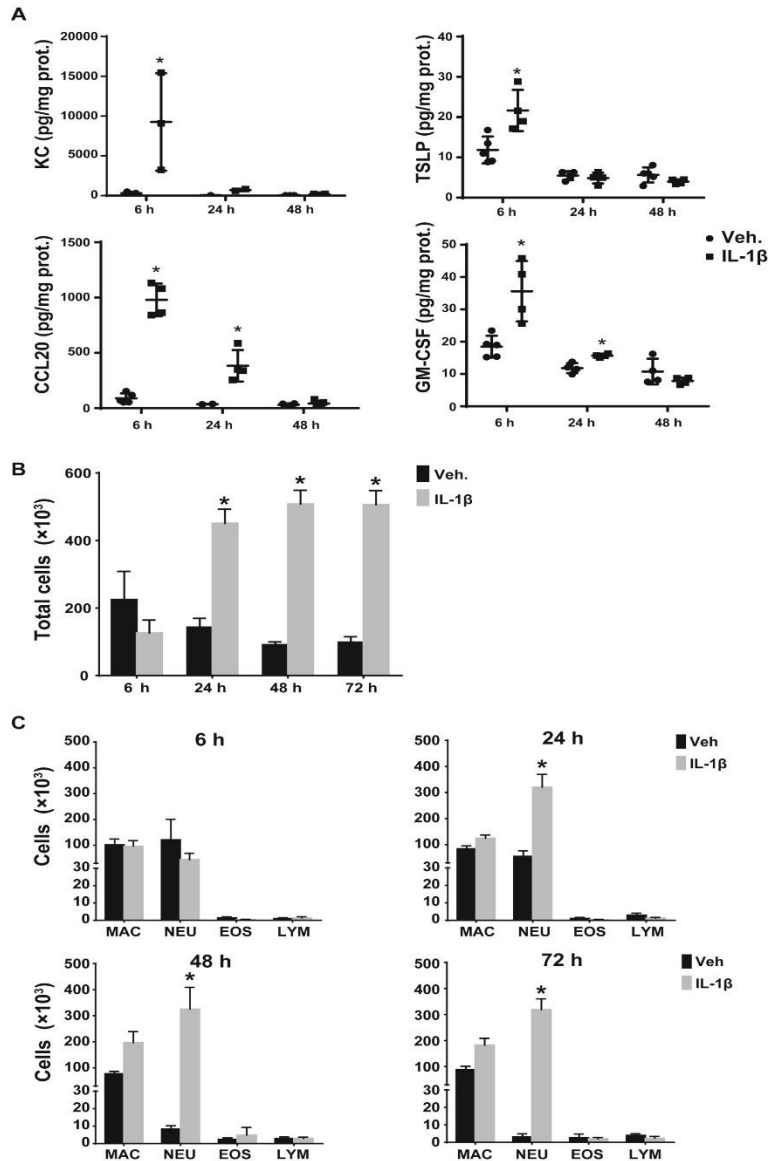 A
KC (pg/mg prot.)
20000
15000
10000
5000
0
6 h 24 h 48 h
*
TSLP (pg/mg prot.)
40
30
20
10
0
6 h 24 h 48 h
*
CCL20 (pg/mg prot.)
1500
1000
500
0
6 h 24 h 48 h
* *
GM-CSF (pg/mg prot.)
60
50
40
30
20
10
0
6 h 24 h 48 h
* *
Veh.
IL-1β
B
Total cells (×10³)
600
400
200
0
6 h 24 h 48 h 72 h
* * *
Veh.
IL-1β
C
6 h
Cells (×10³)
500
400
300
200
100
30
20
10
0
MAC NEU EOS LYM
24 h
Cells (×10³)
500
400
300
200
100
30
20
10
0
MAC NEU EOS LYM
*
Veh
IL-1β
48 h
Cells (×10³)
500
400
300
200
100
30
20
10
0
MAC NEU EOS LYM
*
72 h
Cells (×10³)
500
400
300
200
100
30
20
10
0
MAC NEU EOS LYM
*
Veh
IL-1β